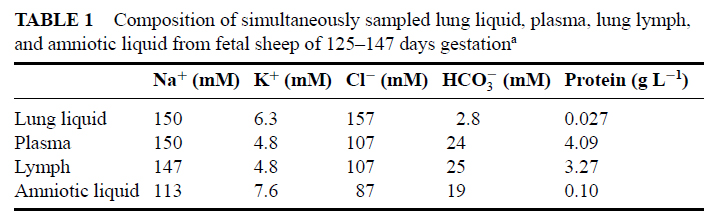 TABLE 1 Composition of simultaneously sampled lung liquid, plasma, lung lymph,
and amniotic liquid from fetal sheep of 125–147 days gestationᵃ
Na⁺ (mM) K⁺ (mM) Cl⁻ (mM) HCO₃⁻ (mM) Protein (g L⁻¹)
Lung liquid 150 6.3 157 2.8 0.027
Plasma 150 4.8 107 24 4.09
Lymph 147 4.8 107 25 3.27
Amniotic liquid 113 7.6 87 19 0.10